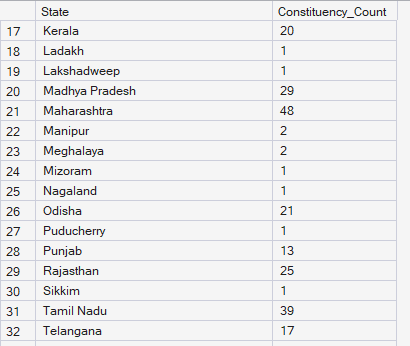 State Constituency_Count
17 Kerala 20
18 Ladakh 1
19 Lakshadweep 1
20 Madhya Pradesh 29
21 Maharashtra 48
22 Manipur 2
23 Meghalaya 2
24 Mizoram 1
25 Nagaland 1
26 Odisha 21
27 Puducherry 1
28 Punjab 13
29 Rajasthan 25
30 Sikkim 1
31 Tamil Nadu 39
32 Telangana 17